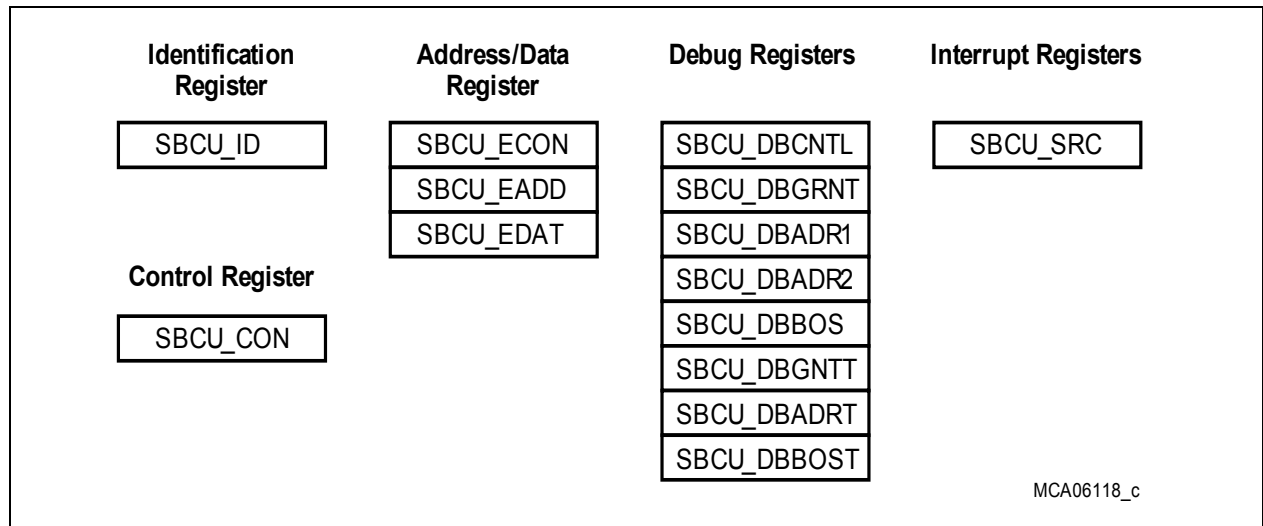 Identification
Register
SBCU_ID
Control Register
SBCU_CON
Address/Data
Register
SBCU_ECON
SBCU_EADD
SBCU_EDAT
Debug Registers
SBCU_DBCNTL
SBCU_DBGRNT
SBCU_DBADR1
SBCU_DBADR2
SBCU_DBBOS
SBCU_DBGNTT
SBCU_DBADRT
SBCU_DBBOST
Interrupt Registers
SBCU_SRC
MCA06118_c